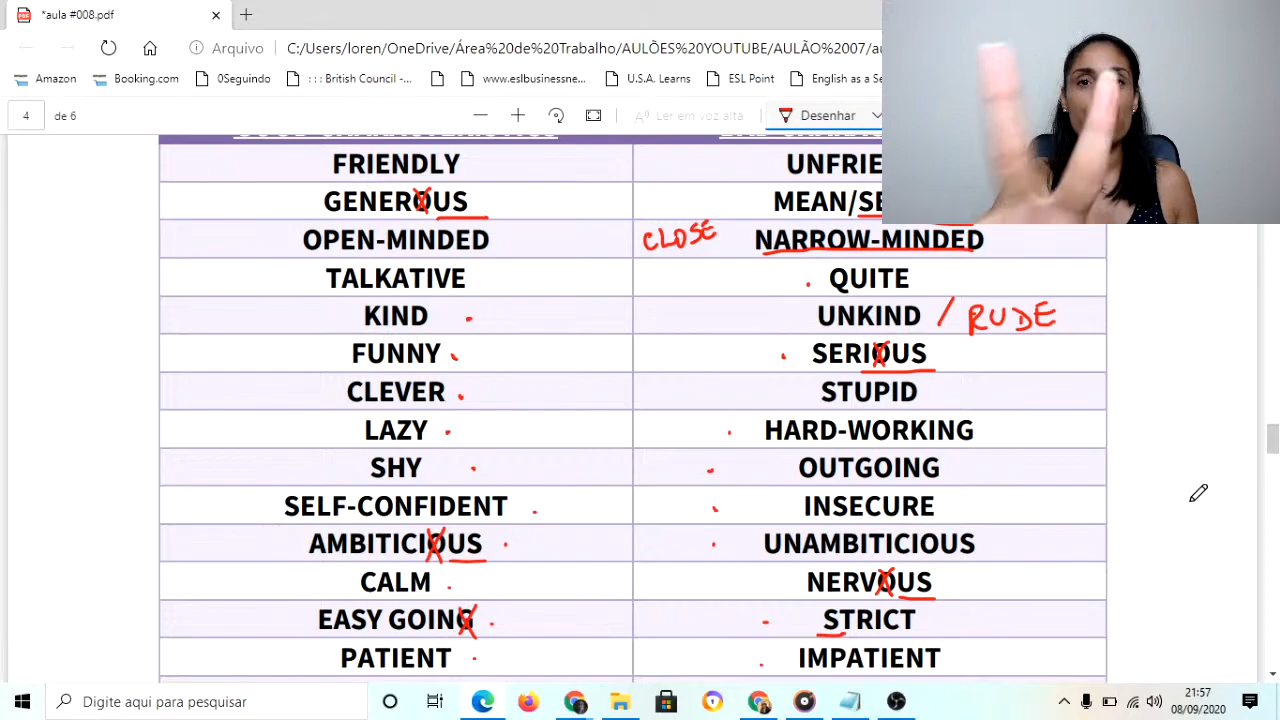 *aula #008.pdf
Arquivo C:/Users/loren/OneDrive/Área%20de%20Trabalho/AULÕES%20YOUTUBE/AULÃO%2007/au
Amazon Booking.com 0Seguindo : : : British Council -... www.eslbusinessne... U.S.A. Learns ESL Point English as a Se
4 de 6 Ler em voz alta Desenhar
FRIENDLY UNFRIE
GENEROUS MEAN/SE
OPEN-MINDED CLOSE NARROW-MINDED
TALKATIVE QUITE
KIND UNKIND / RUDE
FUNNY SERIOUS
CLEVER STUPID
LAZY HARD-WORKING
SHY OUTGOING
SELF-CONFIDENT INSECURE
AMBITICIOUS UNAMBITICIOUS
CALM NERVOUS
EASY GOING STRICT
PATIENT IMPATIENT
Digite aqui para pesquisar
21:57
08/09/2020